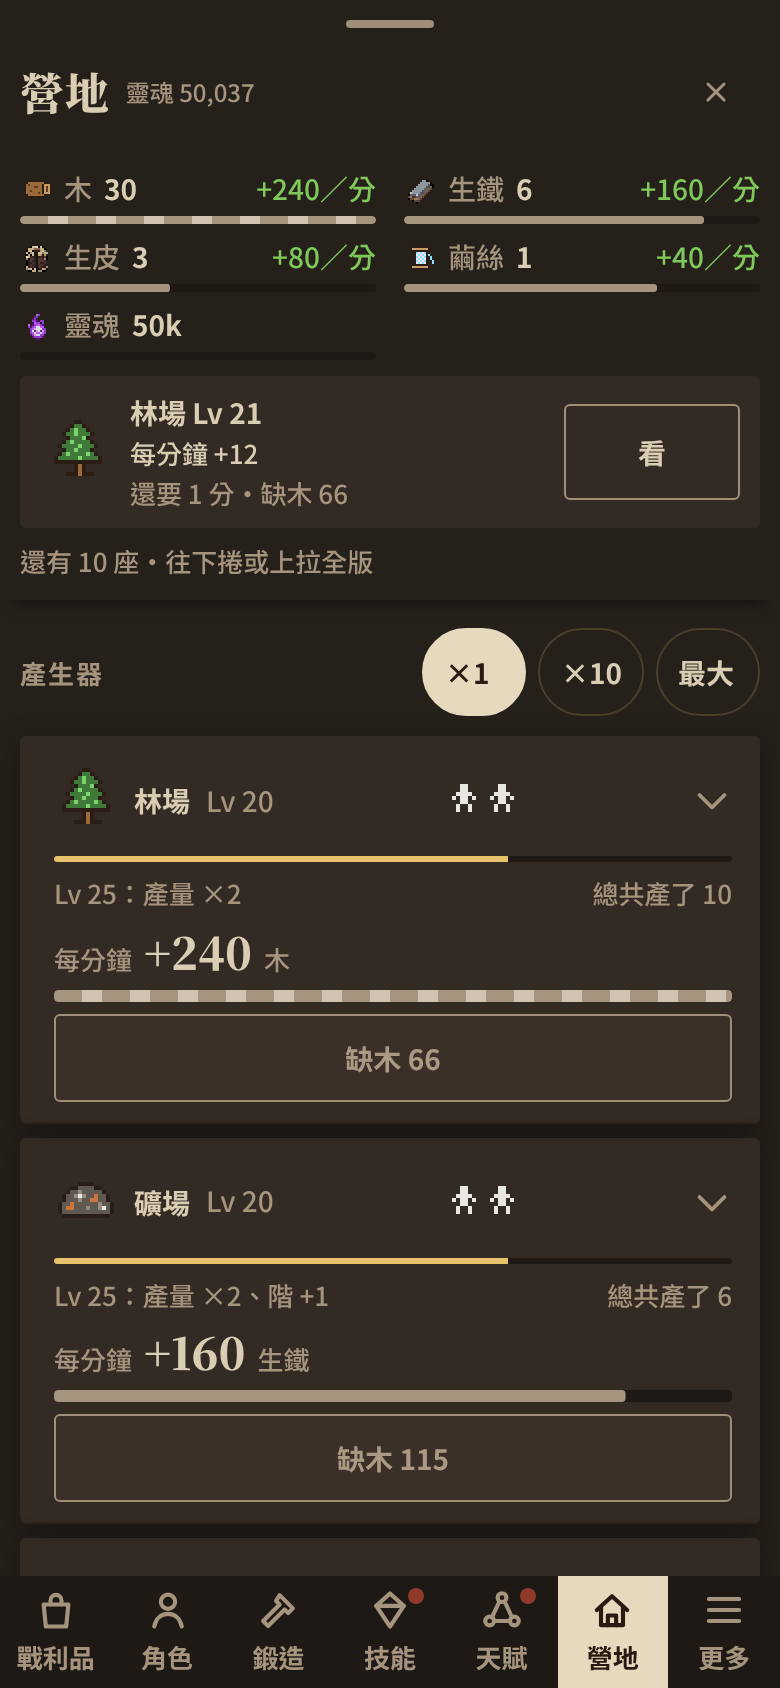 營地 靈魂 50,037
木 30 +240／分 生鐵 6 +160／分
生皮 3 +80／分 繭絲 1 +40／分
靈魂 50k
林場 Lv 21
每分鐘 +12
還要 1 分・缺木 66
看
還有 10 座・往下捲或上拉全版
產生器 ×1 ×10 最大
林場 Lv 20
Lv 25：產量 ×2 總共產了 10
每分鐘 +240 木
缺木 66
礦場 Lv 20
Lv 25：產量 ×2、階 +1 總共產了 6
每分鐘 +160 生鐵
缺木 115
戰利品 角色 鍛造 技能 天賦 營地 更多